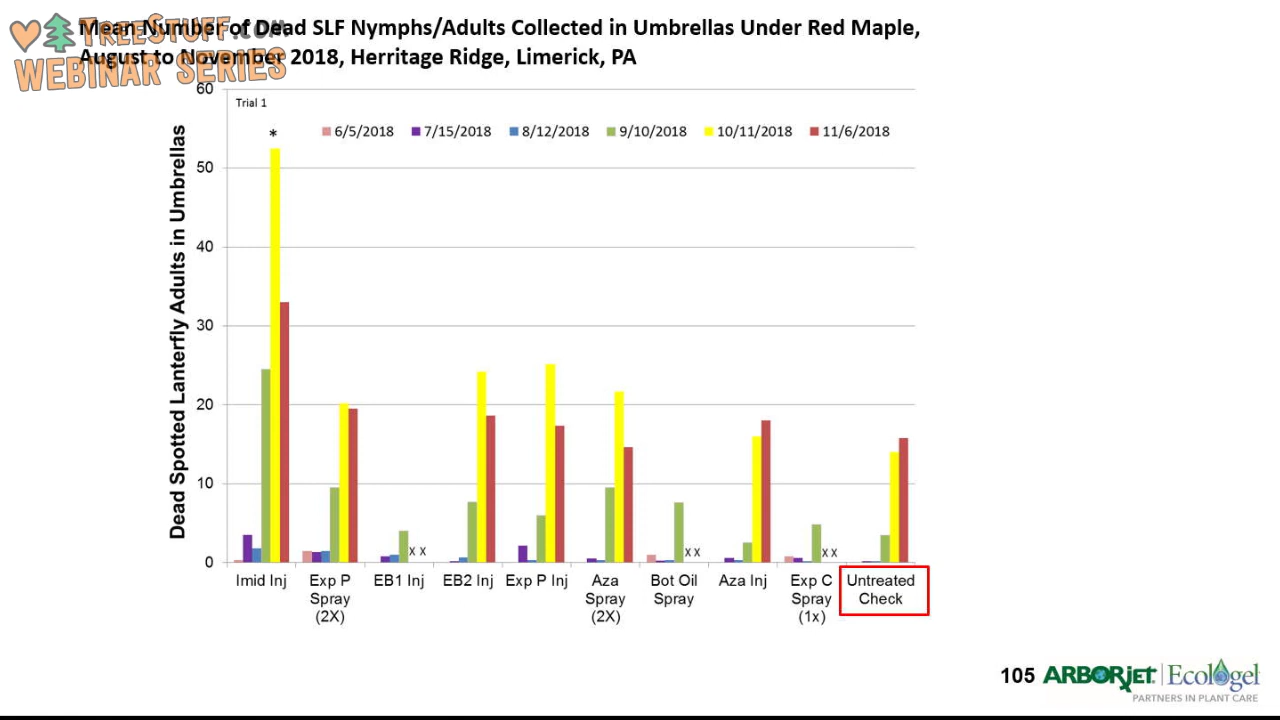 Mean Number of Dead SLF Nymphs/Adults Collected in Umbrellas Under Red Maple,
August to November 2018, Herritage Ridge, Limerick, PA
TREESTUFF.com
WEBINAR SERIES
Trial 1
*
6/5/2018 7/15/2018 8/12/2018 9/10/2018 10/11/2018 11/6/2018
Dead Spotted Lanterfly Adults in Umbrellas
60
50
40
30
20
10
0
X X
X X
X X
Imid Inj
Exp P Spray (2X)
EB1 Inj
EB2 Inj
Exp P Inj
Aza Spray (2X)
Bot Oil Spray
Aza Inj
Exp C Spray (1x)
Untreated Check
105 ARBORJET Ecologel
PARTNERS IN PLANT CARE